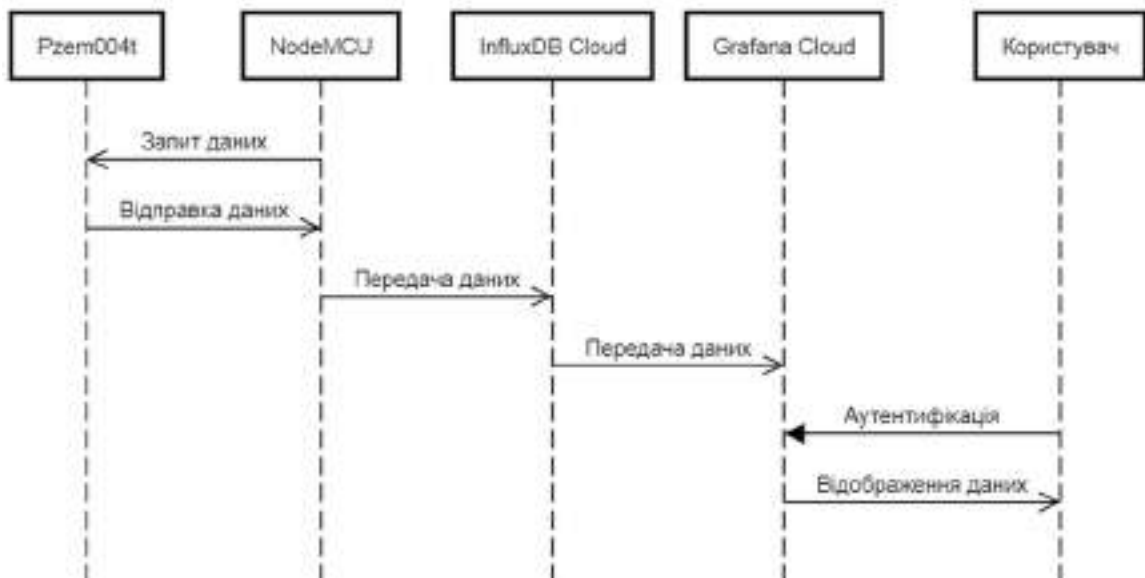 Pzem004t
NodeMCU
InfluxDB Cloud
Grafana Cloud
Користувач
Запит даних
Відправка даних
Передача даних
Передача даних
Аутентифікація
Відображення даних